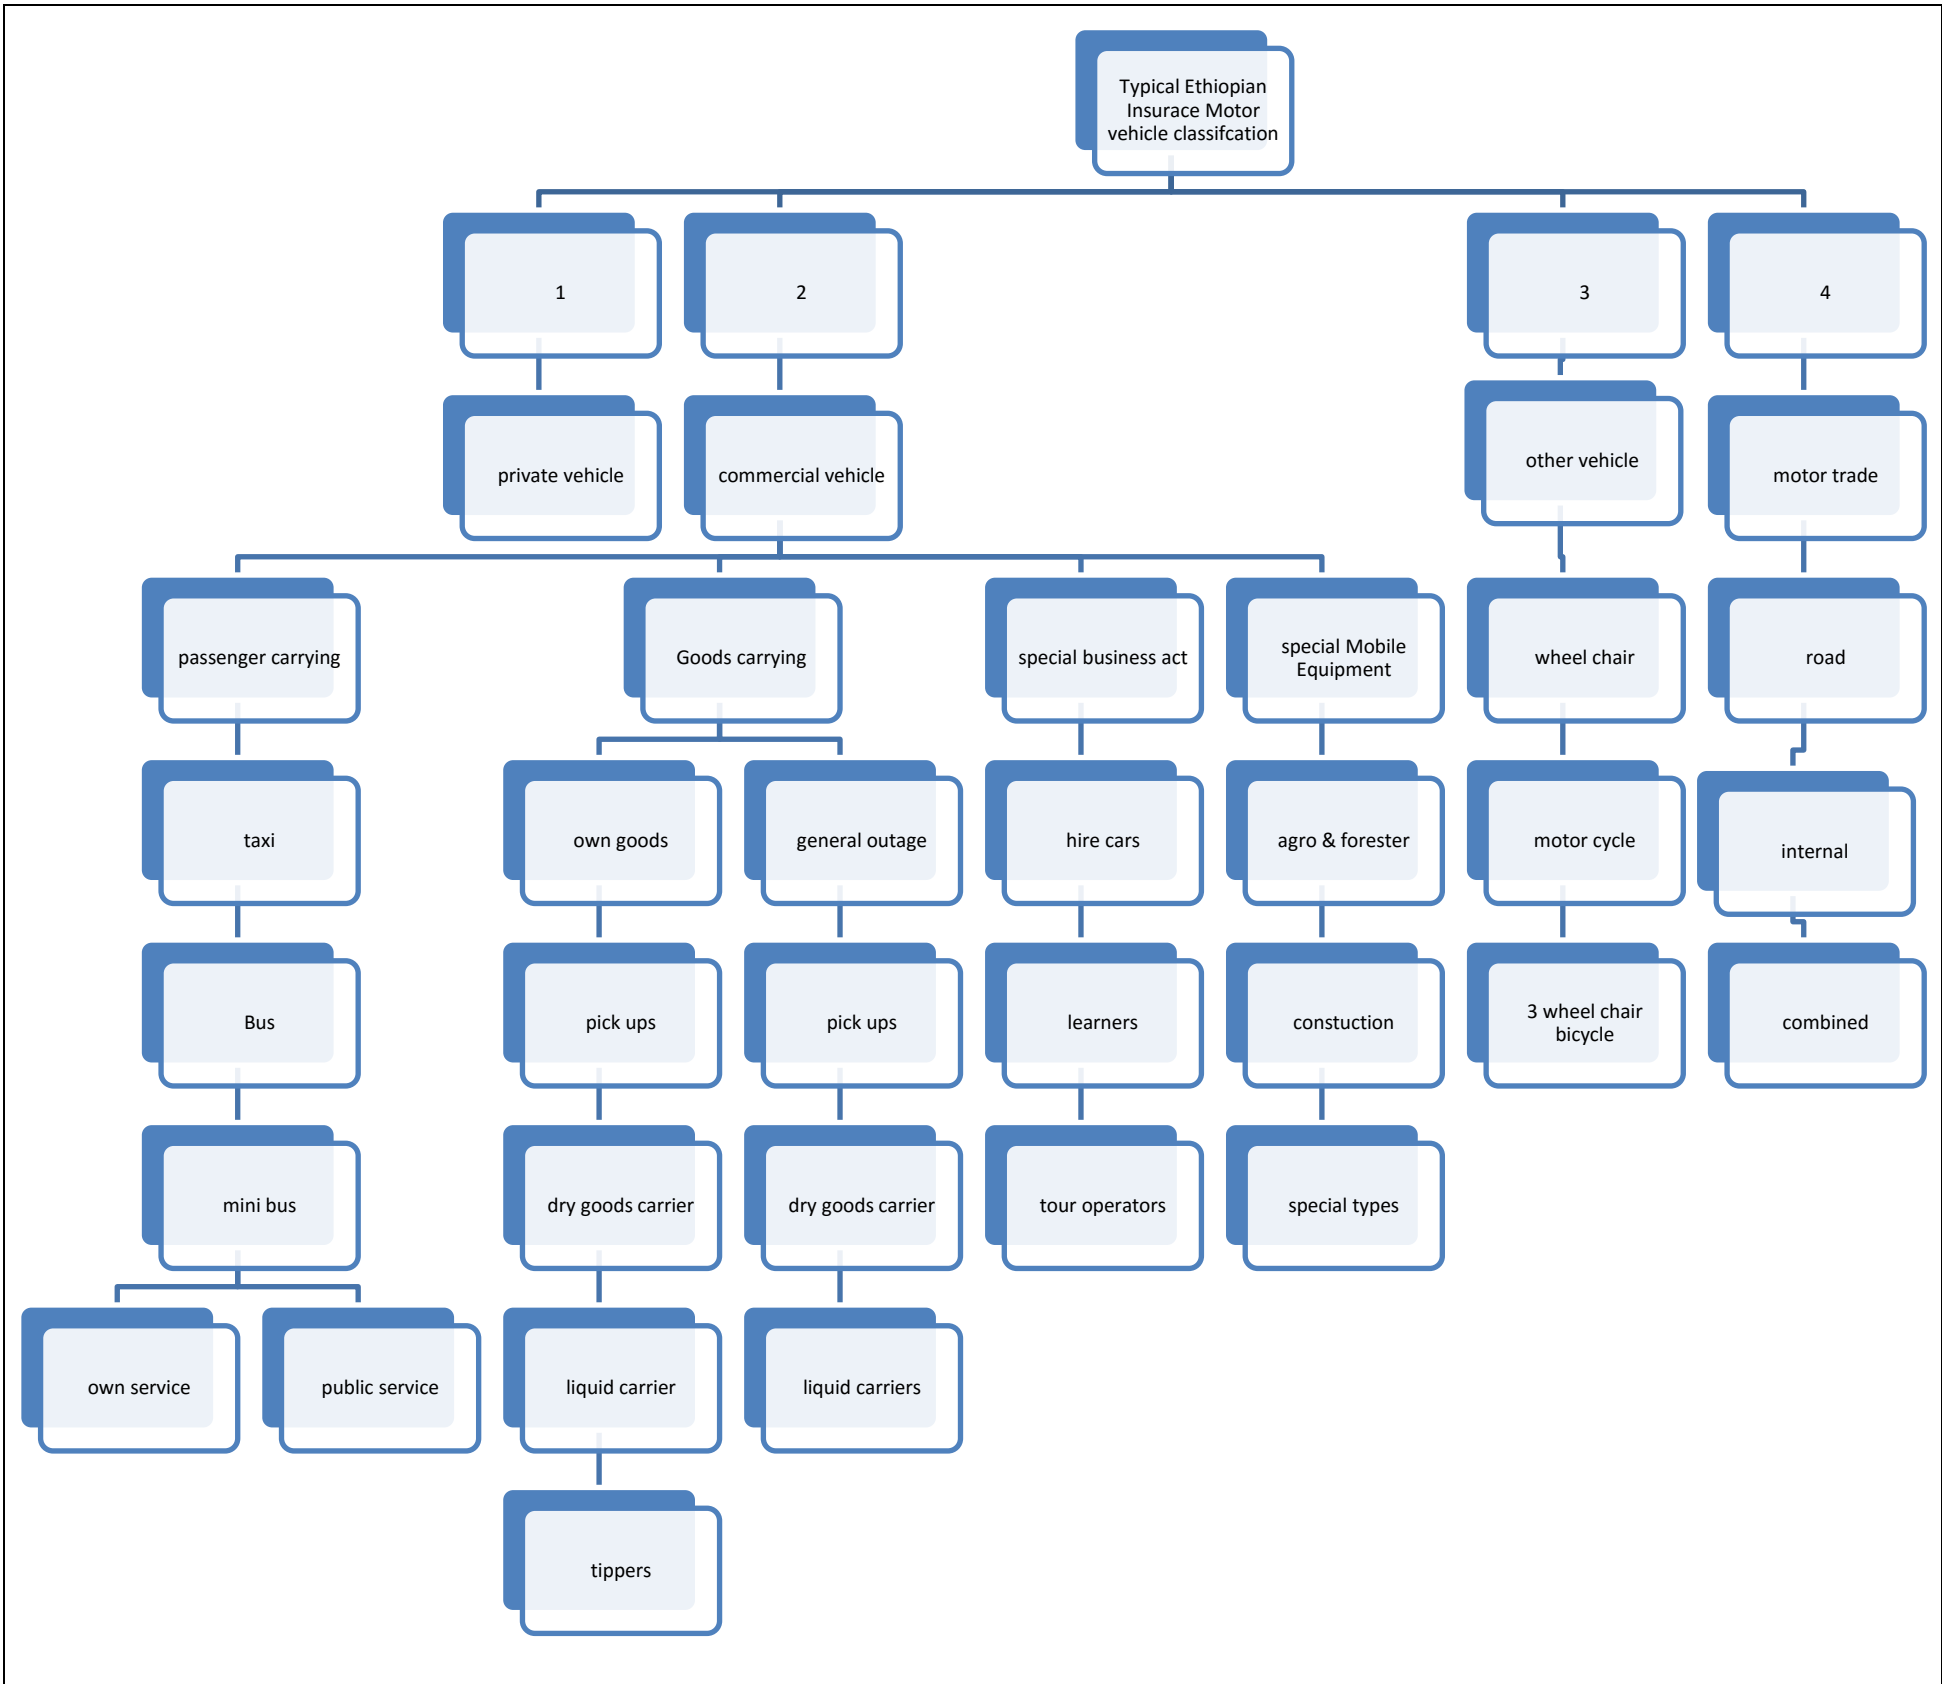 Typical Ethiopian
Insurace Motor
vehicle classifcation
1
2
3
4
private vehicle
commercial vehicle
other vehicle
motor trade
passenger carrying
Goods carrying
special business act
special Mobile
Equipment
wheel chair
road
taxi
own goods
general outage
hire cars
agro & forester
motor cycle
internal
Bus
pick ups
pick ups
learners
constuction
3 wheel chair
bicycle
combined
mini bus
dry goods carrier
dry goods carrier
tour operators
special types
own service
public service
liquid carrier
liquid carriers
tippers